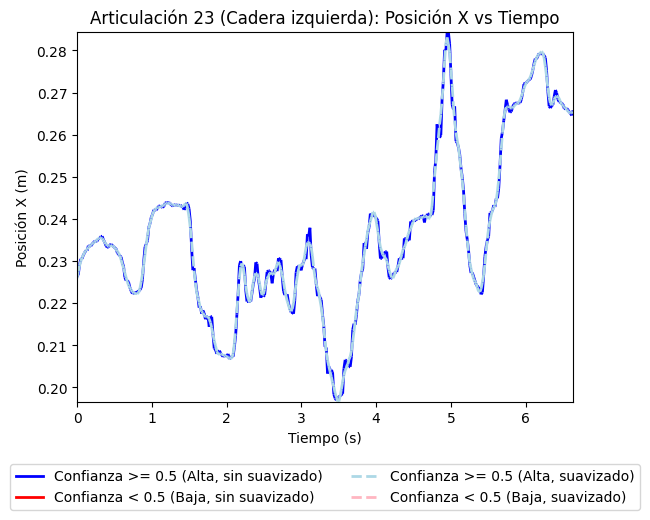 Articulación 23 (Cadera izquierda): Posición X vs Tiempo
0.28
0.27
0.26
0.25
0.24
0.23
0.22
0.21
0.20
Posición X (m)
0 1 2 3 4 5 6
Tiempo (s)
Confianza >= 0.5 (Alta, sin suavizado)
Confianza < 0.5 (Baja, sin suavizado)
Confianza >= 0.5 (Alta, suavizado)
Confianza < 0.5 (Baja, suavizado)